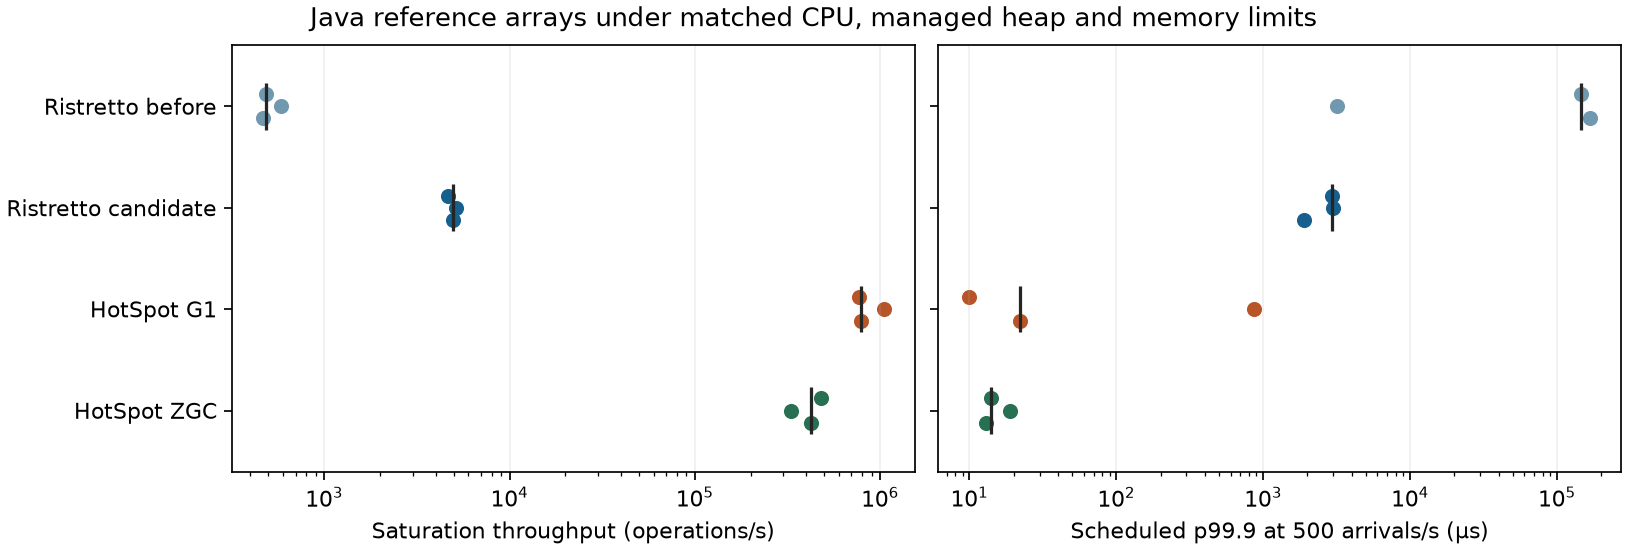 Java reference arrays under matched CPU, managed heap and memory limits
Ristretto before
Ristretto candidate
HotSpot G1
HotSpot ZGC
10³ 10⁴ 10⁵ 10⁶
Saturation throughput (operations/s)
10¹ 10² 10³ 10⁴ 10⁵
Scheduled p99.9 at 500 arrivals/s (µs)